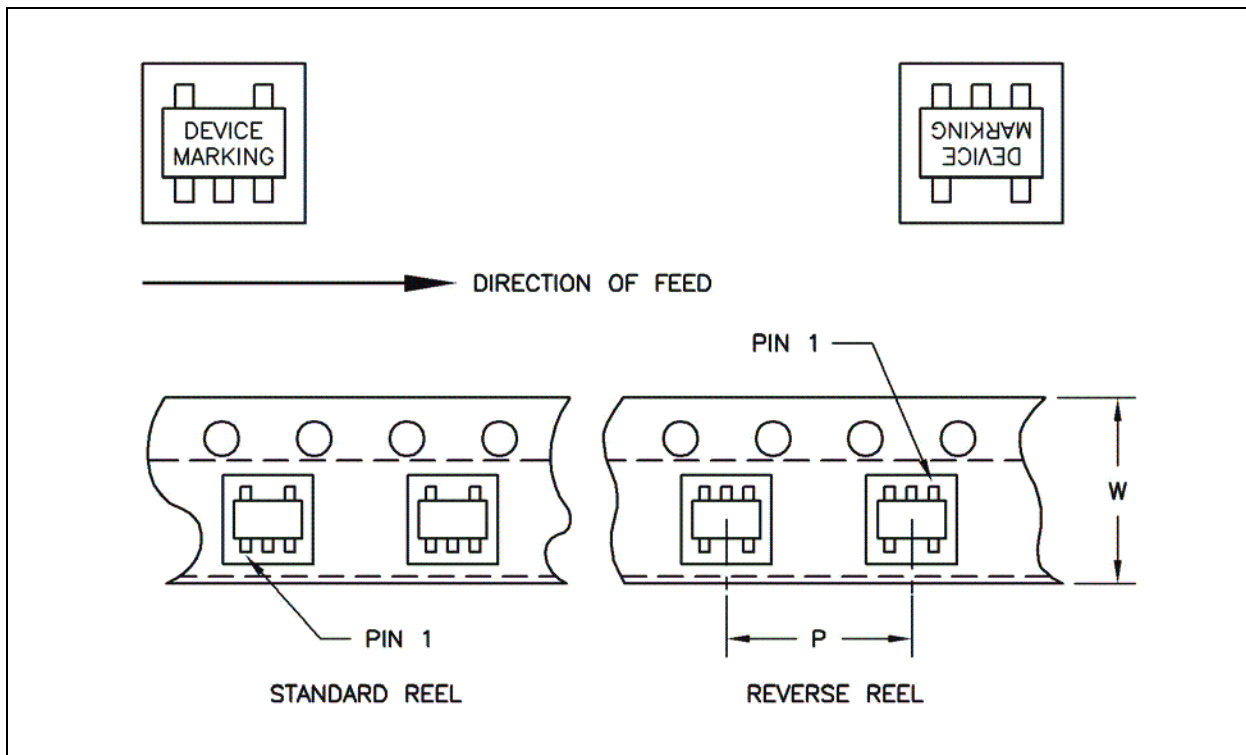 DEVICE
MARKING
DEVICE
MARKING
DIRECTION OF FEED
PIN 1
W
P
PIN 1
STANDARD REEL
REVERSE REEL